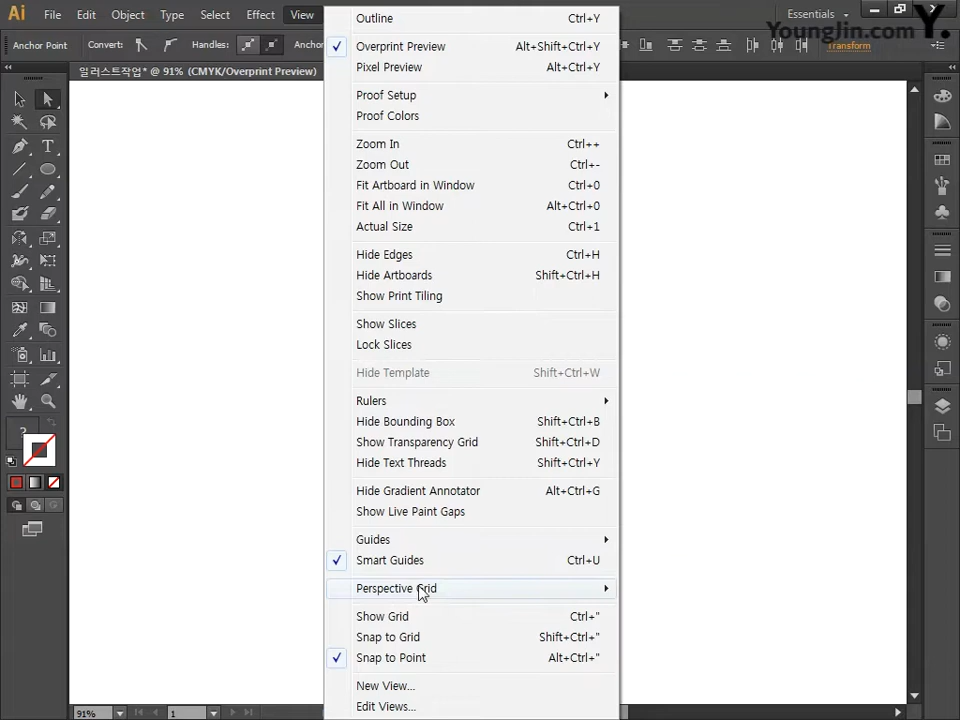 Ai File Edit Object Type Select Effect View Essentials
YoungJin.com Y.
Anchor Point Convert: Handles: Anchor Transform
일러스트작업* @ 91% (CMYK/Overprint Preview)
Outline Ctrl+Y
Overprint Preview Alt+Shift+Ctrl+Y
Pixel Preview Alt+Ctrl+Y
Proof Setup
Proof Colors
Zoom In Ctrl++
Zoom Out Ctrl+-
Fit Artboard in Window Ctrl+0
Fit All in Window Alt+Ctrl+0
Actual Size Ctrl+1
Hide Edges Ctrl+H
Hide Artboards Shift+Ctrl+H
Show Print Tiling
Show Slices
Lock Slices
Hide Template Shift+Ctrl+W
Rulers
Hide Bounding Box Shift+Ctrl+B
Show Transparency Grid Shift+Ctrl+D
Hide Text Threads Shift+Ctrl+Y
Hide Gradient Annotator Alt+Ctrl+G
Show Live Paint Gaps
Guides
Smart Guides Ctrl+U
Perspective Grid
Show Grid Ctrl+"
Snap to Grid Shift+Ctrl+"
Snap to Point Alt+Ctrl+"
New View...
Edit Views...
91% 1